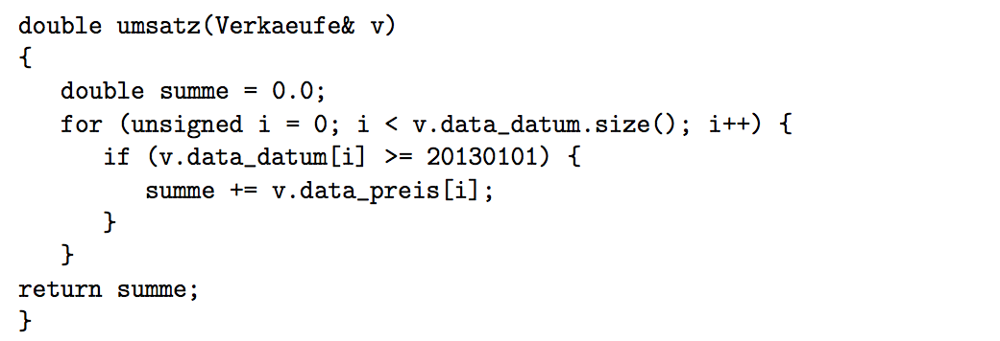 double umsatz(Verkaeufe& v)
{
   double summe = 0.0;
   for (unsigned i = 0; i < v.data_datum.size(); i++) {
      if (v.data_datum[i] >= 20130101) {
         summe += v.data_preis[i];
      }
   }
return summe;
}